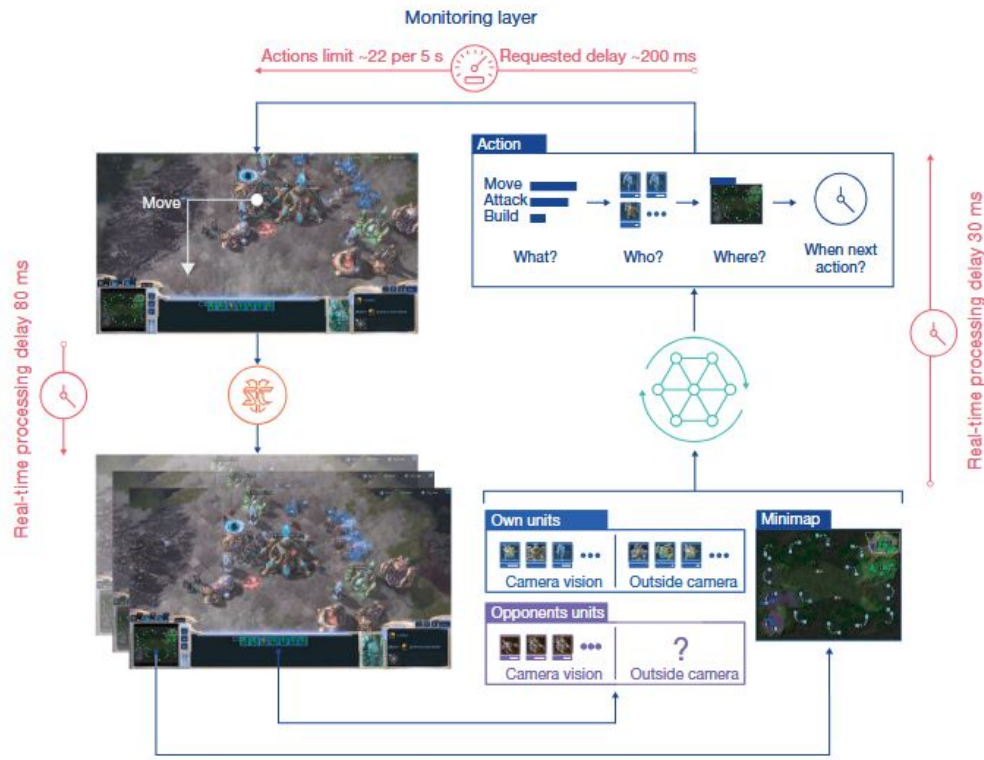 Monitoring layer
Actions limit ~22 per 5 s
Requested delay ~200 ms
Action
Move
Move
Attack
Build
What?
Who?
Where?
When next
action?
Real-time processing delay 80 ms
Real-time processing delay 30 ms
Own units
Minimap
Camera vision
Outside camera
Opponents units
?
Camera vision
Outside camera